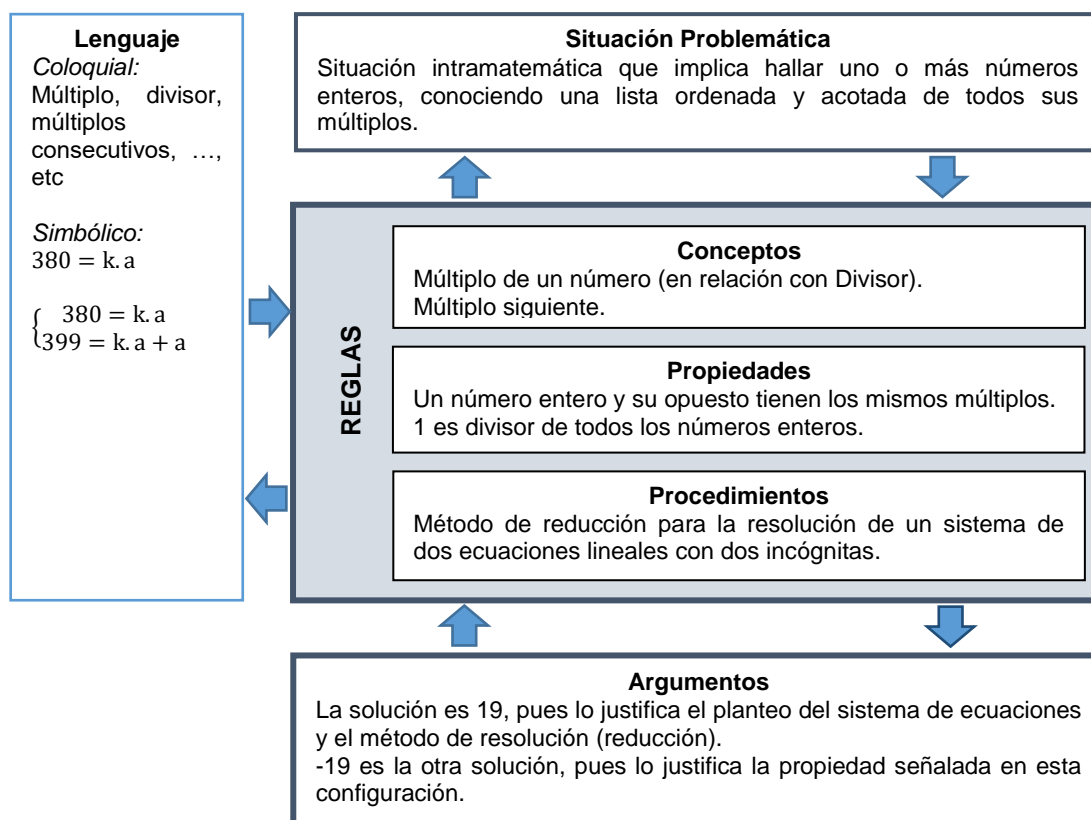 Lenguaje
Coloquial:
Múltiplo, divisor,
múltiplos
consecutivos, …,
etc
Simbólico:
380 = k. a
{ 380 = k. a
399 = k. a + a
Situación Problemática
Situación intramatemática que implica hallar uno o más números
enteros, conociendo una lista ordenada y acotada de todos sus
múltiplos.
REGLAS
Conceptos
Múltiplo de un número (en relación con Divisor).
Múltiplo siguiente.
Propiedades
Un número entero y su opuesto tienen los mismos múltiplos.
1 es divisor de todos los números enteros.
Procedimientos
Método de reducción para la resolución de un sistema de
dos ecuaciones lineales con dos incógnitas.
Argumentos
La solución es 19, pues lo justifica el planteo del sistema de ecuaciones
y el método de resolución (reducción).
-19 es la otra solución, pues lo justifica la propiedad señalada en esta
configuración.